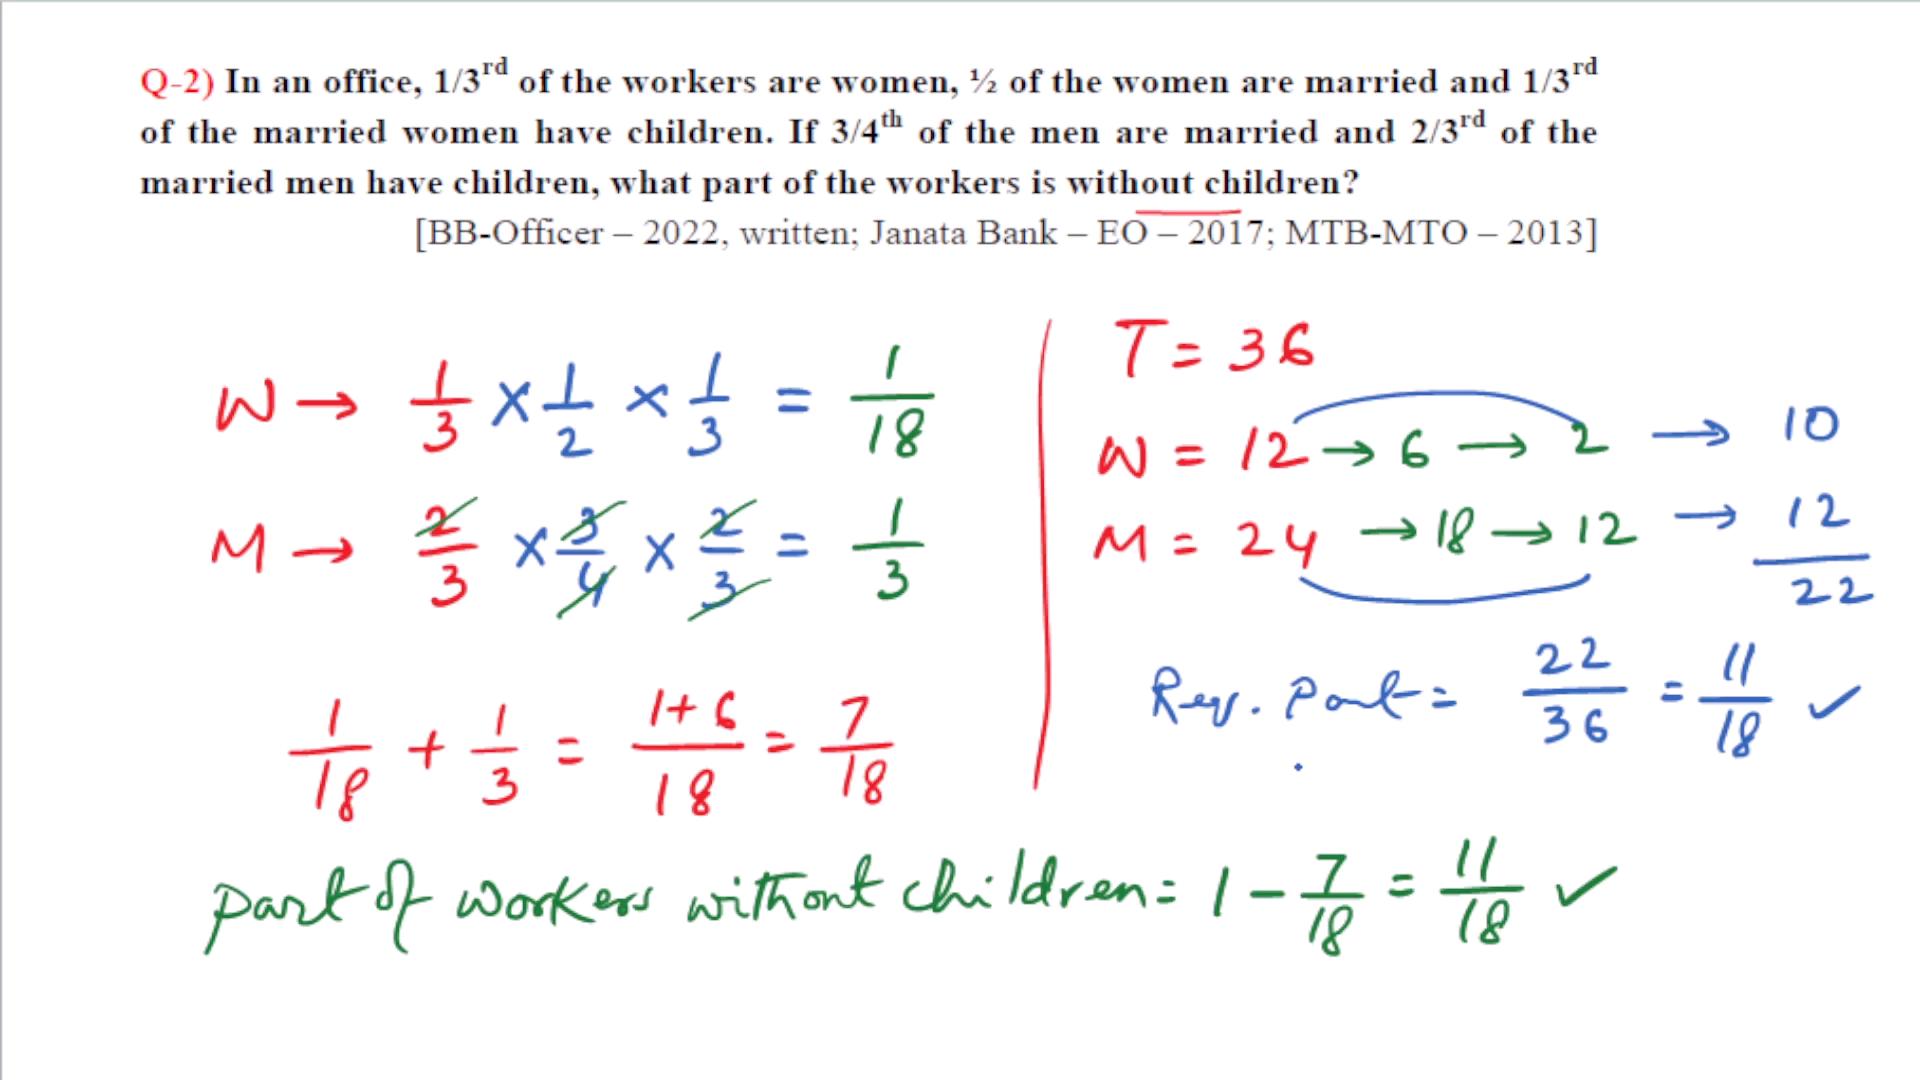 Q-2) In an office, 1/3rd of the workers are women, ½ of the women are married and 1/3rd
of the married women have children. If 3/4th of the men are married and 2/3rd of the
married men have children, what part of the workers is without children?
[BB-Officer – 2022, written; Janata Bank – EO – 2017; MTB-MTO – 2013]
W → 1/3 × 1/2 × 1/3 = 1/18
M → 2/3 × 3/4 × 2/3 = 1/3
1/18 + 1/3 = 1+6/18 = 7/18
T = 36
W = 12 → 6 → 2 → 10
M = 24 → 18 → 12 → 12
22
Req. Part = 22/36 = 11/18 ✓
part of workers without children = 1 - 7/18 = 11/18 ✓